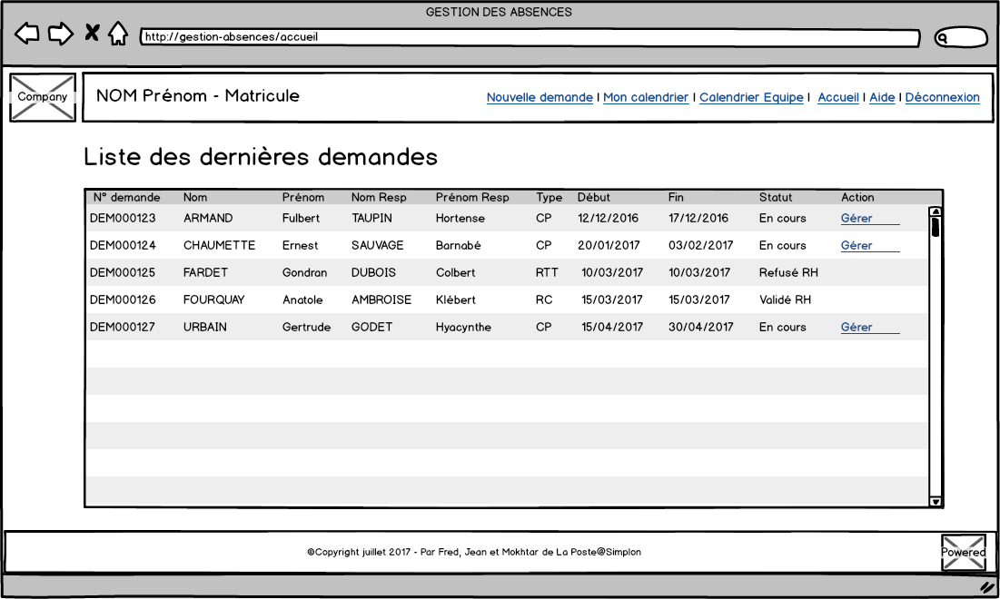 GESTION DES ABSENCES
http://gestion-absences/accueil
Company
NOM Prénom - Matricule
Nouvelle demande | Mon calendrier | Calendrier Equipe | Accueil | Aide | Déconnexion
Liste des dernières demandes
N° demande Nom Prénom Nom Resp Prénom Resp Type Début Fin Statut Action
DEM000123 ARMAND Fulbert TAUPIN Hortense CP 12/12/2016 17/12/2016 En cours Gérer
DEM000124 CHAUMETTE Ernest SAUVAGE Barnabé CP 20/01/2017 03/02/2017 En cours Gérer
DEM000125 FARDET Gondran DUBOIS Colbert RTT 10/03/2017 10/03/2017 Refusé RH
DEM000126 FOURQUAY Anatole AMBROISE Klébert RC 15/03/2017 15/03/2017 Validé RH
DEM000127 URBAIN Gertrude GODET Hyacynthe CP 15/04/2017 30/04/2017 En cours Gérer
©Copyright juillet 2017 - Par Fred, Jean et Mokhtar de La Poste@Simplon
Powered